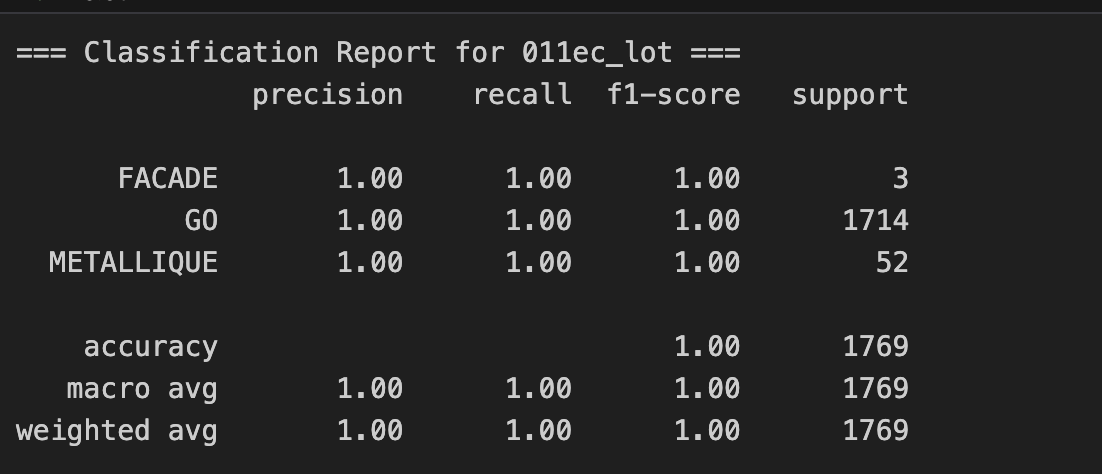 === Classification Report for 011ec_lot ===
precision recall f1-score support
FACADE 1.00 1.00 1.00 3
GO 1.00 1.00 1.00 1714
METALLIQUE 1.00 1.00 1.00 52
accuracy 1.00 1769
macro avg 1.00 1.00 1.00 1769
weighted avg 1.00 1.00 1.00 1769